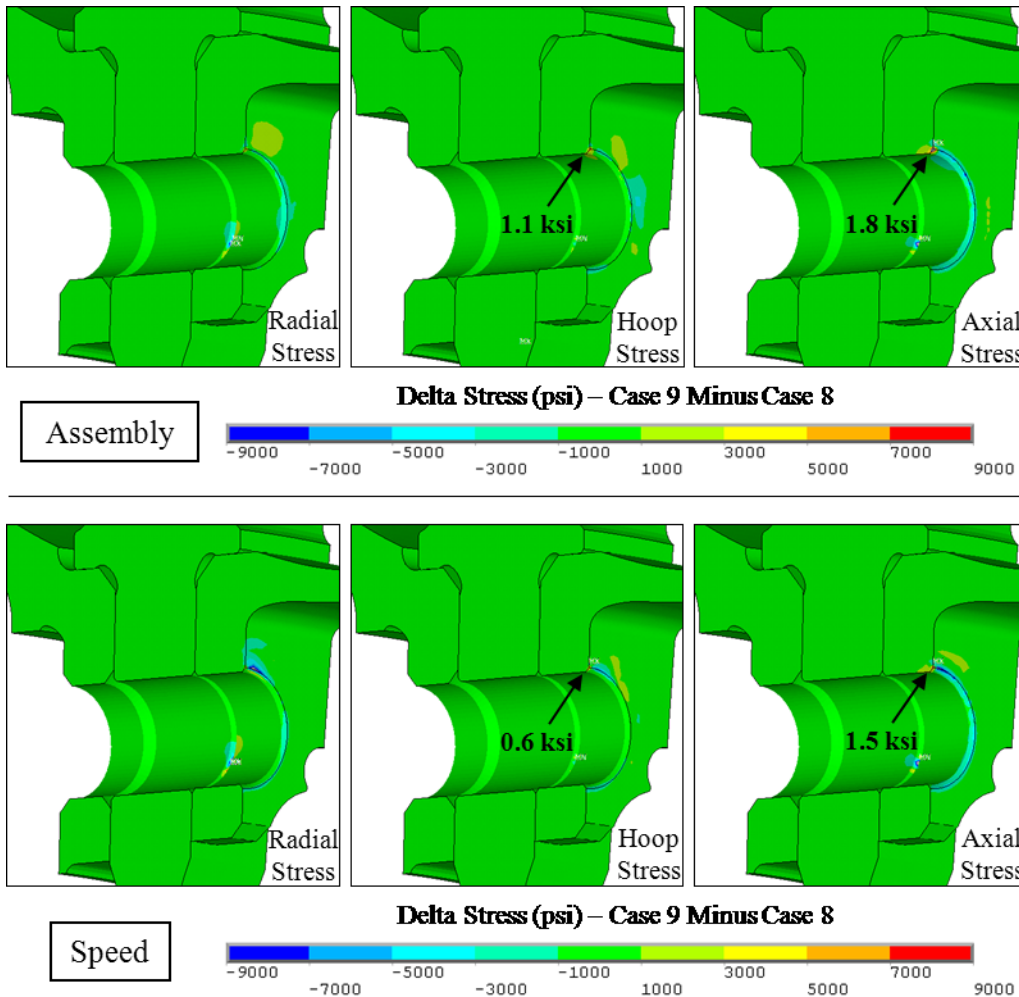 1.1 ksi
1.8 ksi
Radial
Stress
Hoop
Stress
Axial
Stress
Delta Stress (psi) – Case 9 Minus Case 8
Assembly
-9000 -5000 -1000 3000 7000
-7000 -3000 1000 5000 9000
0.6 ksi
1.5 ksi
Radial
Stress
Hoop
Stress
Axial
Stress
Delta Stress (psi) – Case 9 Minus Case 8
Speed
-9000 -5000 -1000 3000 7000
-7000 -3000 1000 5000 9000